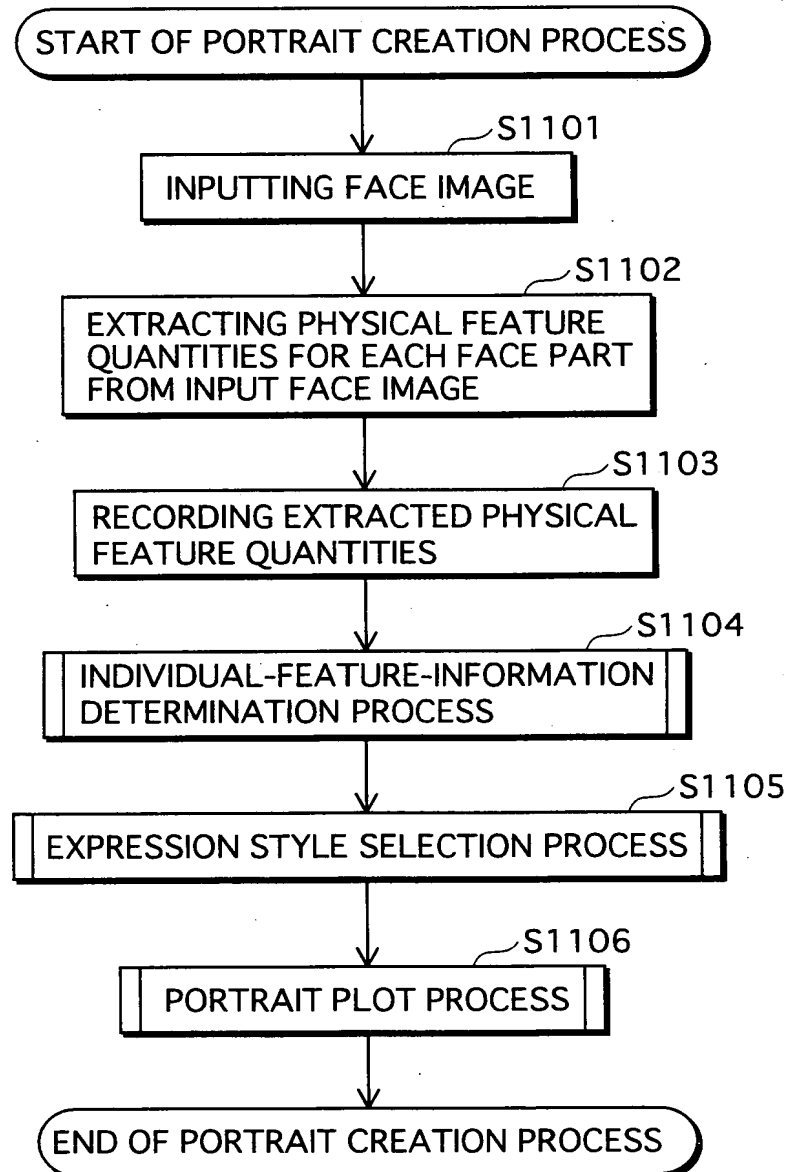 START OF PORTRAIT CREATION PROCESS
S1101
INPUTTING FACE IMAGE
S1102
EXTRACTING PHYSICAL FEATURE
QUANTITIES FOR EACH FACE PART
FROM INPUT FACE IMAGE
S1103
RECORDING EXTRACTED PHYSICAL
FEATURE QUANTITIES
S1104
INDIVIDUAL-FEATURE-INFORMATION
DETERMINATION PROCESS
S1105
EXPRESSION STYLE SELECTION PROCESS
S1106
PORTRAIT PLOT PROCESS
END OF PORTRAIT CREATION PROCESS